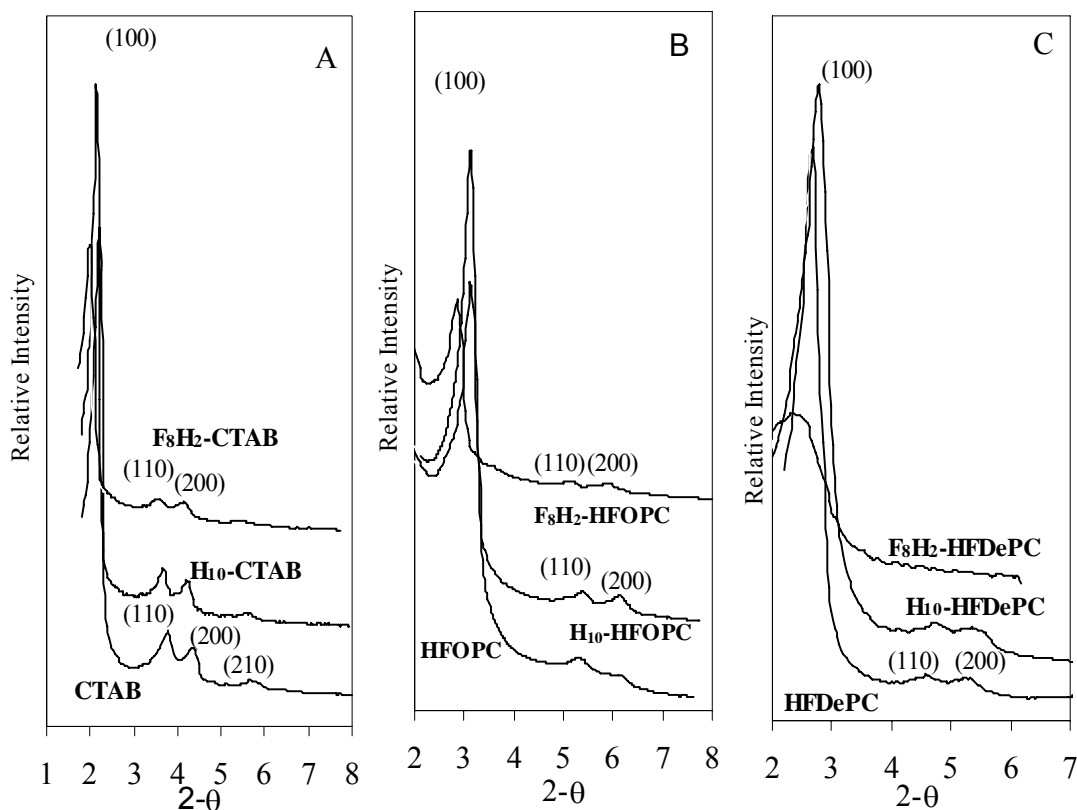 A
(100)
Relative Intensity
F8H2-CTAB
(110)
(200)
H10-CTAB
(110)
(200)
(210)
CTAB
1 2 3 4 5 6 7 8
2-θ
B
(100)
Relative Intensity
(110) (200)
F8H2-HFOPC
(110)
(200)
H10-HFOPC
HFOPC
2 3 4 5 6 7 8
2-θ
C
(100)
Relative Intensity
F8H2-HFDePC
H10-HFDePC
(110) (200)
HFDePC
2 3 4 5 6 7
2-θ